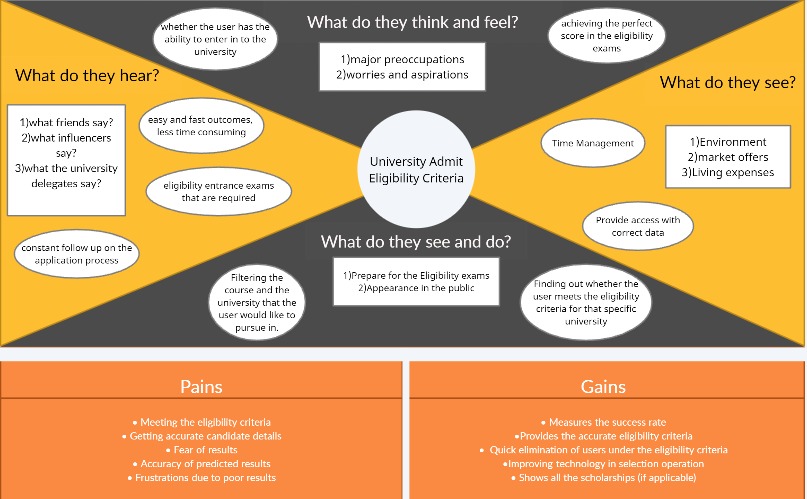 What do they think and feel?
1)major preoccupations
2)worries and aspirations
whether the user has the
ability to enter in to the
university
achieving the perfect
score in the eligibility
exams
What do they hear?
1)what friends say?
2)what influencers
say?
3)what the university
delegates say?
easy and fast outcomes,
less time consuming
eligibility entrance exams
that are required
constant follow up on the
application process
University Admit
Eligibility Criteria
What do they see?
1)Environment
2)market offers
3)Living expenses
Time Management
Provide access with
correct data
What do they see and do?
1)Prepare for the Eligibility exams
2)Appearance in the public
Filtering the
course and the
university that the
user would like to
pursue in.
Finding out whether the
user meets the eligibility
criteria for that specific
university
Pains
• Meeting the eligibility criteria
• Getting accurate candidate details
• Fear of results
• Accuracy of predicted results
• Frustrations due to poor results
Gains
• Measures the success rate
•Provides the accurate eligibility criteria
• Quick elimination of users under the eligibility criteria
•Improving technology in selection operation
• Shows all the scholarships (if applicable)